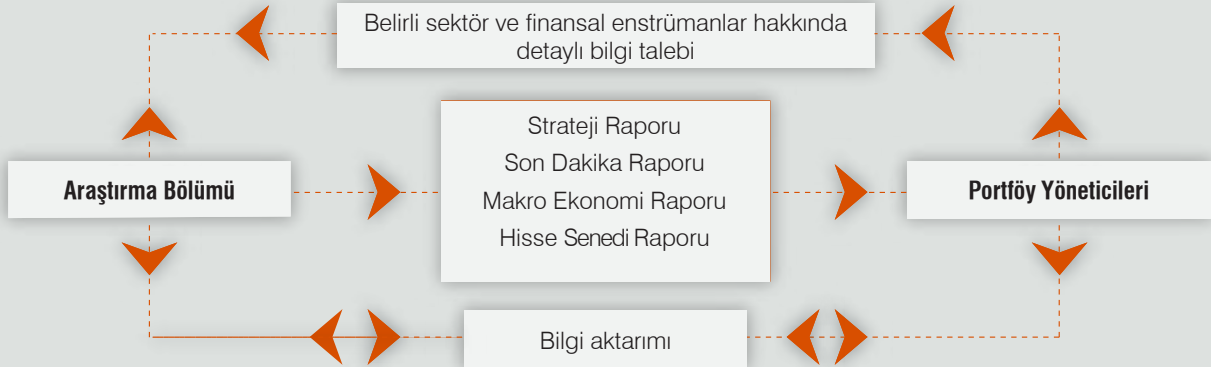 Belirli sektör ve finansal enstrümanlar hakkında
detaylı bilgi talebi
Araştırma Bölümü
Strateji Raporu
Son Dakika Raporu
Makro Ekonomi Raporu
Hisse Senedi Raporu
Portföy Yöneticileri
Bilgi aktarımı